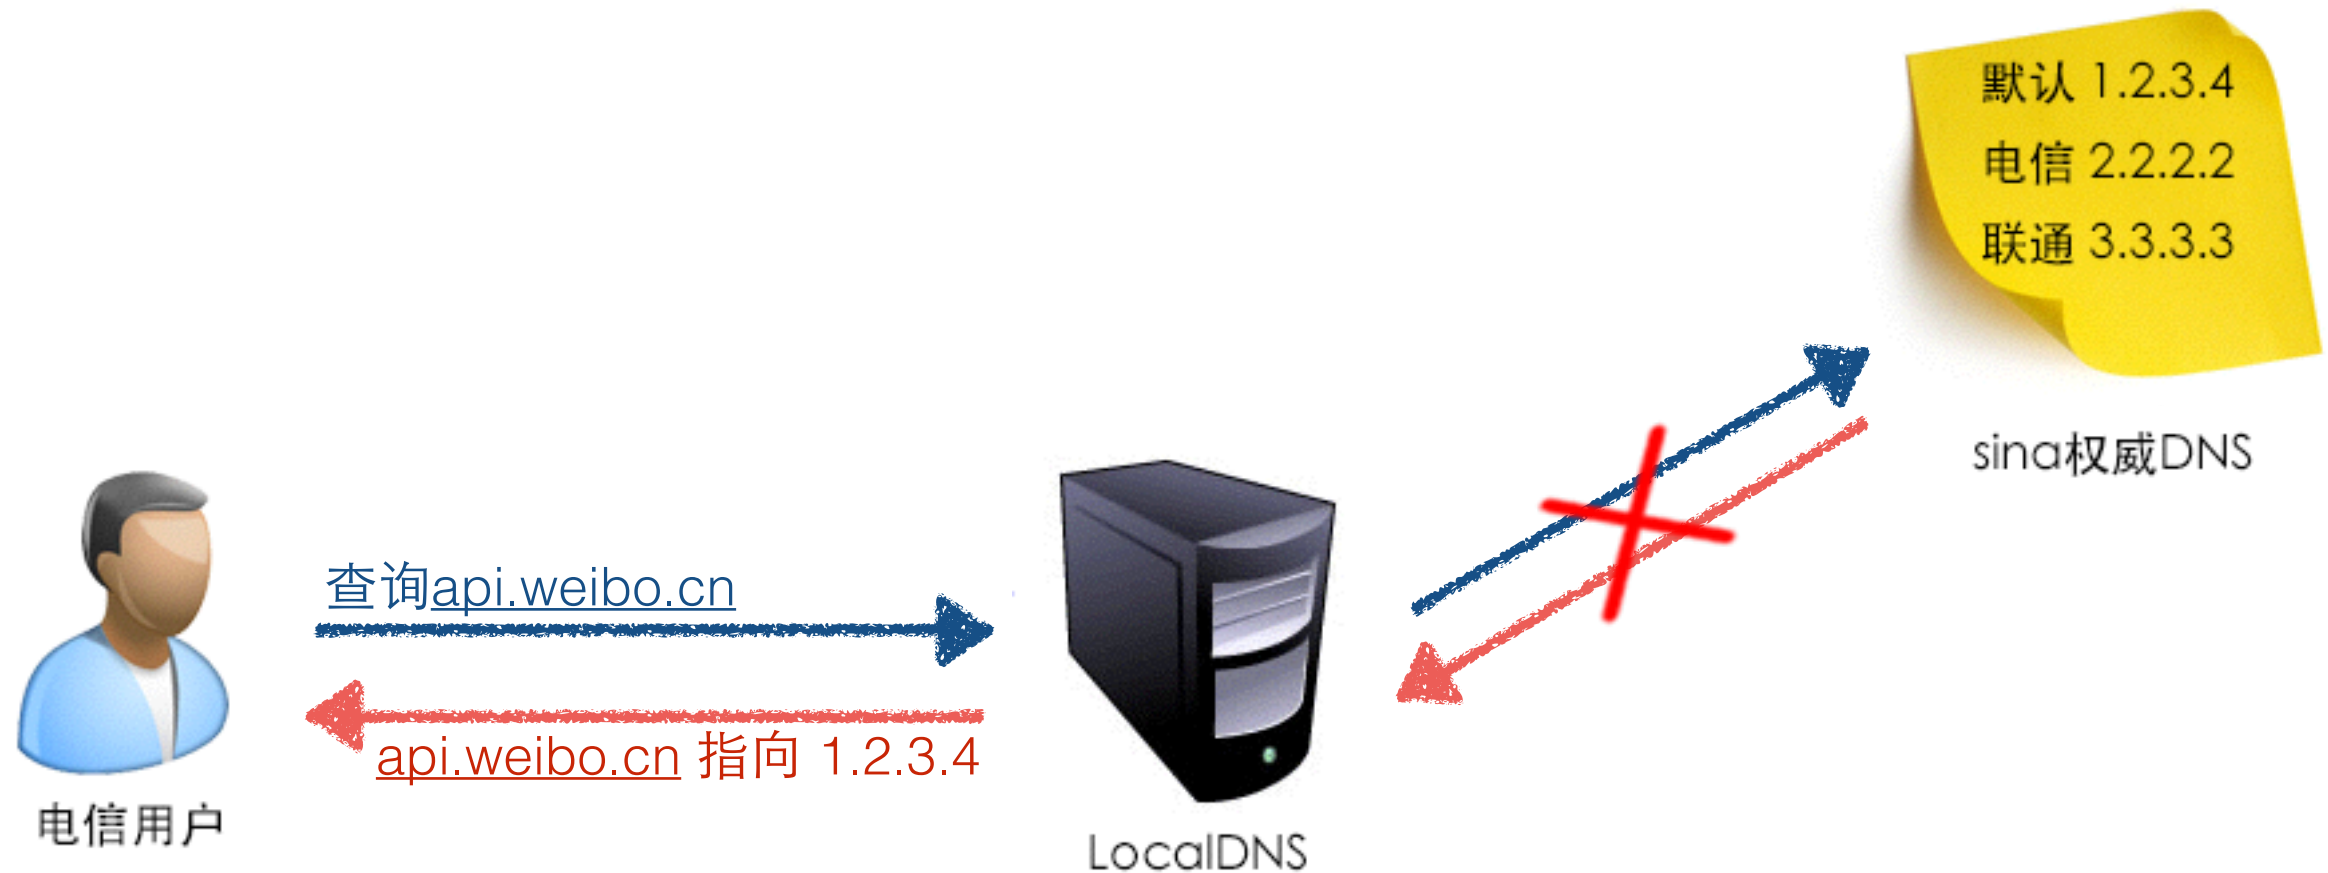 默认 1.2.3.4
电信 2.2.2.2
联通 3.3.3.3
sina权威DNS
查询api.weibo.cn
api.weibo.cn 指向 1.2.3.4
电信用户
LocalDNS